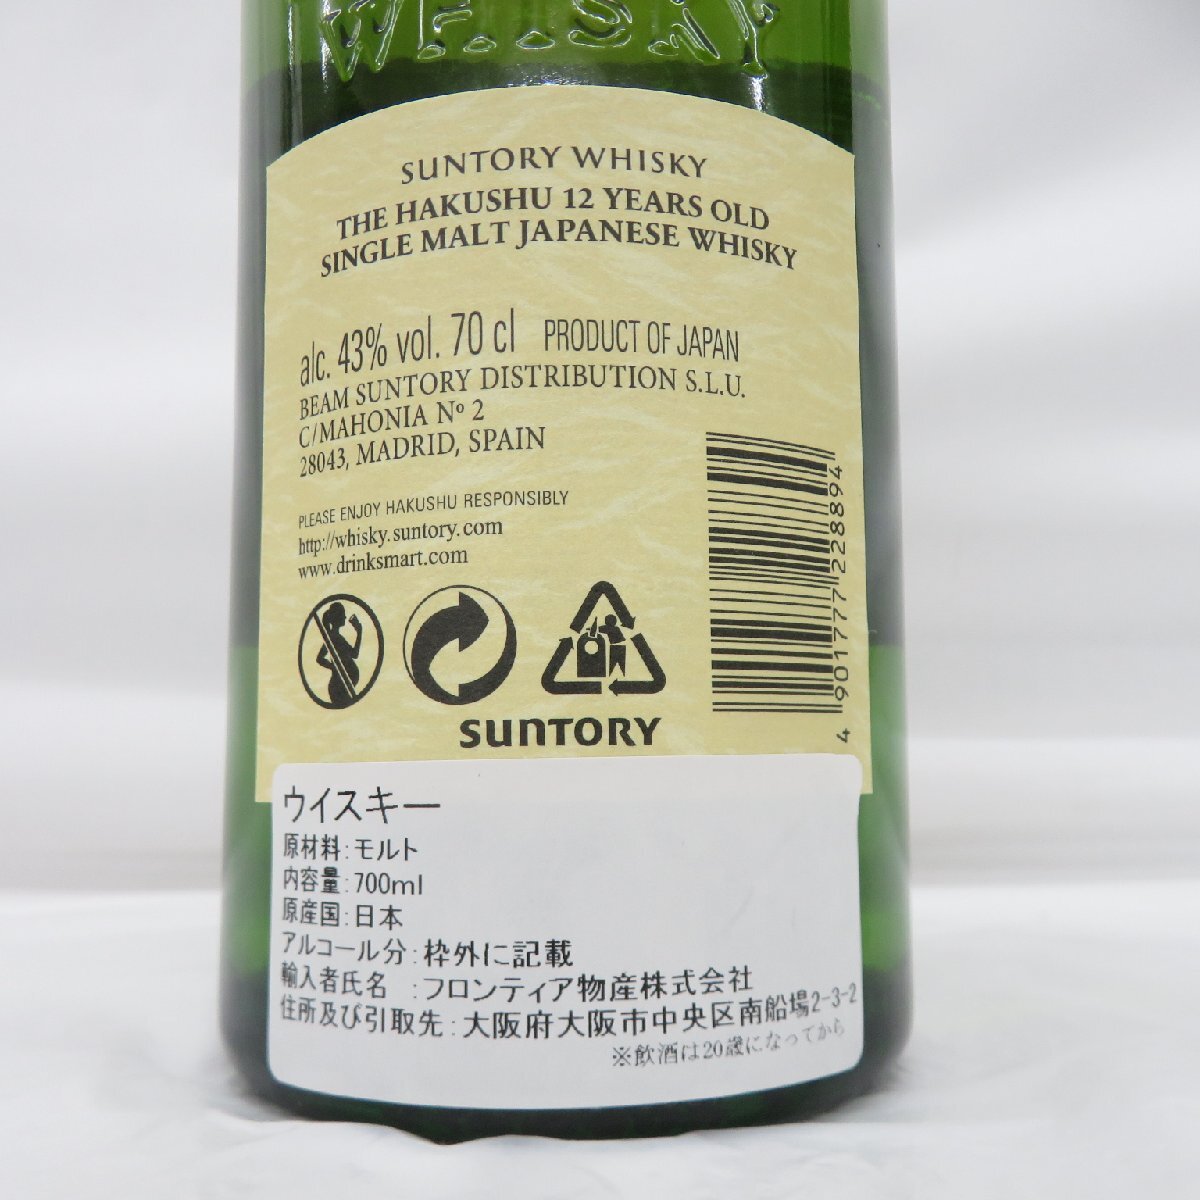 WHISKY
SUNTORY WHISKY
THE HAKUSHU 12 YEARS OLD
SINGLE MALT JAPANESE WHISKY
alc. 43% vol. 70 cl PRODUCT OF JAPAN
BEAM SUNTORY DISTRIBUTION S.L.U.
C/MAHONIA Nº 2
28043, MADRID, SPAIN
PLEASE ENJOY HAKUSHU RESPONSIBLY
http://whisky.suntory.com
www.drinksmart.com
4 901777 228894
SUNTORY
ウイスキー
原材料:モルト
内容量:700ml
原産国:日本
アルコール分:枠外に記載
輸入者氏名 :フロンティア物産株式会社
住所及び引取先:大阪府大阪市中央区南船場2-3-2
※飲酒は20歳になってから